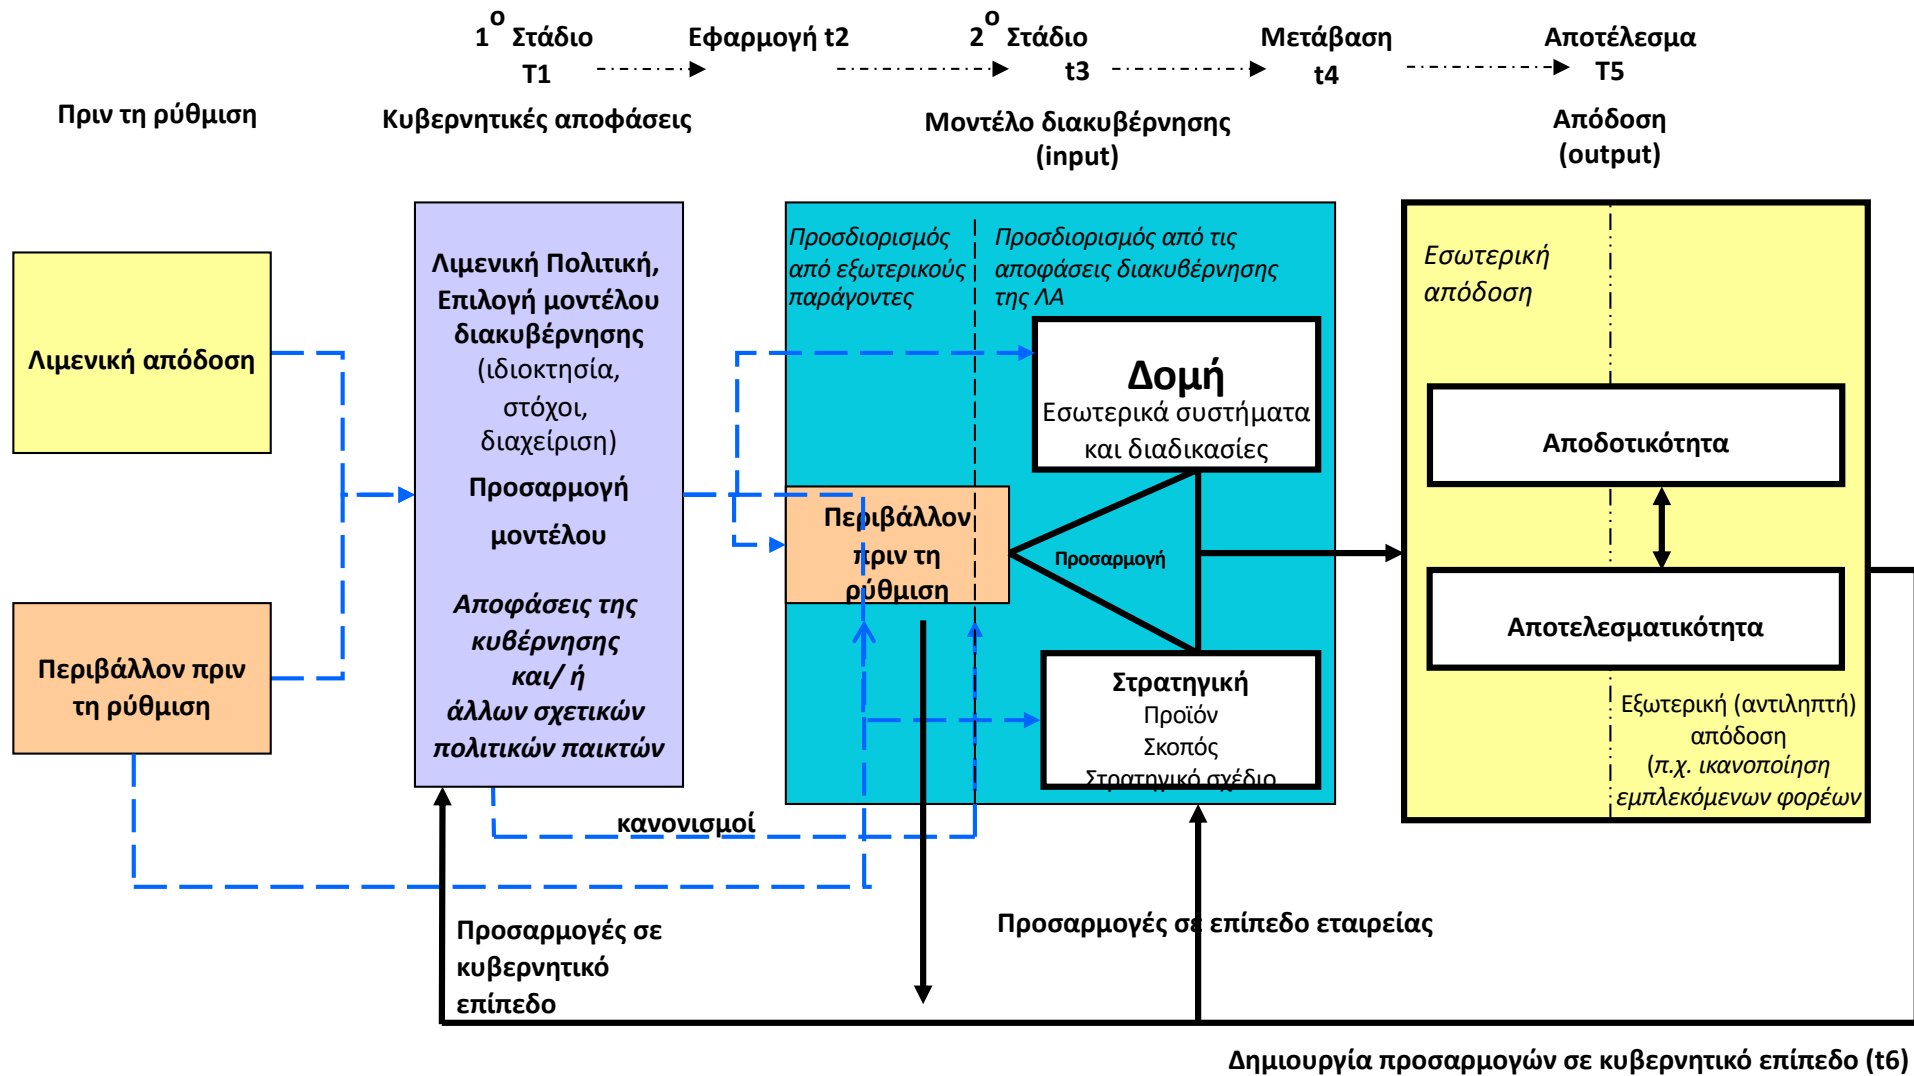 1ο Στάδιο
T1
Εφαρμογή t2
2ο Στάδιο
t3
Μετάβαση
t4
Αποτέλεσμα
T5
Πριν τη ρύθμιση
Κυβερνητικές αποφάσεις
Μοντέλο διακυβέρνησης
(input)
Απόδοση
(output)
Λιμενική απόδοση
Περιβάλλον πριν
τη ρύθμιση
Λιμενική Πολιτική,
Επιλογή μοντέλου
διακυβέρνησης
(ιδιοκτησία,
στόχοι,
διαχείριση)
Προσαρμογή
μοντέλου
Αποφάσεις της
κυβέρνησης
και/ ή
άλλων σχετικών
πολιτικών παικτών
Προσδιορισμός
από εξωτερικούς
παράγοντες
Προσδιορισμός από τις
αποφάσεις διακυβέρνησης
της ΛΑ
Δομή
Εσωτερικά συστήματα
και διαδικασίες
Περιβάλλον
πριν τη
ρύθμιση
Προσαρμογή
Στρατηγική
Προϊόν
Σκοπός
Στρατηγικό σχέδιο
Εσωτερική
απόδοση
Αποδοτικότητα
Αποτελεσματικότητα
Εξωτερική (αντιληπτή)
απόδοση
(π.χ. ικανοποίηση
εμπλεκόμενων φορέων
κανονισμοί
Προσαρμογές σε
κυβερνητικό
επίπεδο
Προσαρμογές σε επίπεδο εταιρείας
Δημιουργία προσαρμογών σε κυβερνητικό επίπεδο (t6)